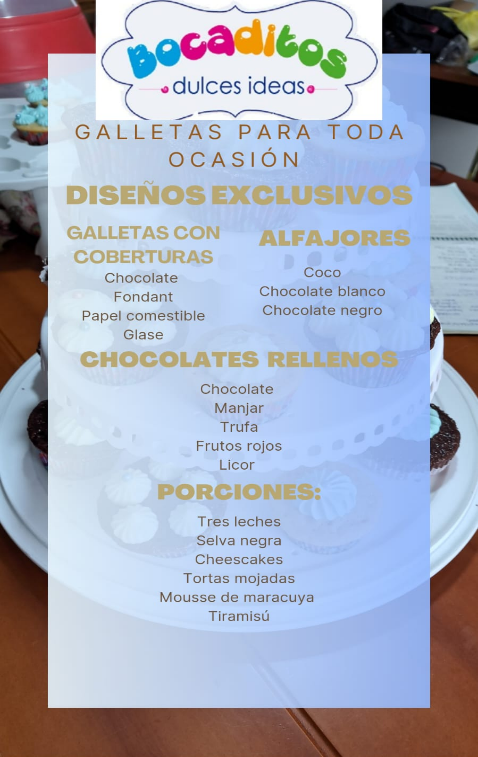 Bocaditos
dulces ideas
GALLETAS PARA TODA
OCASIÓN
DISEÑOS EXCLUSIVOS
GALLETAS CON
COBERTURAS
Chocolate
Fondant
Papel comestible
Glase
ALFAJORES
Coco
Chocolate blanco
Chocolate negro
CHOCOLATES RELLENOS
Chocolate
Manjar
Trufa
Frutos rojos
Licor
PORCIONES:
Tres leches
Selva negra
Cheescakes
Tortas mojadas
Mousse de maracuya
Tiramisú